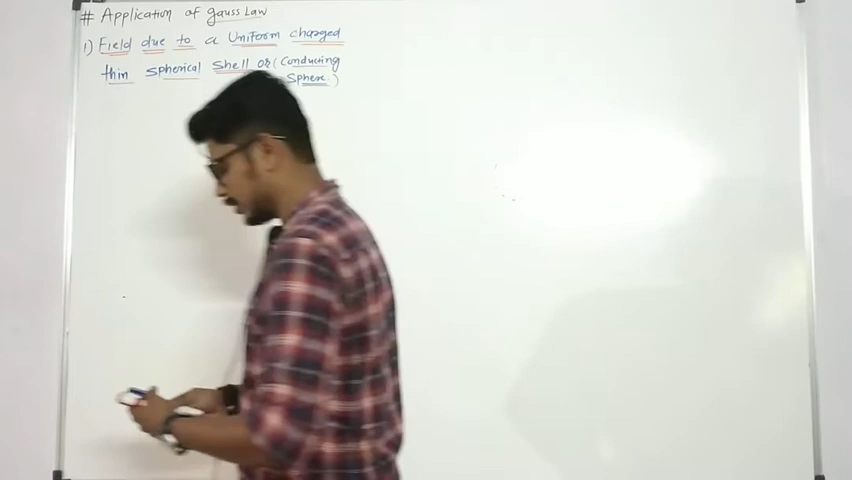 # Application of Gauss Law
1) Field due to a Uniform charged
thin spherical shell or (Conducting
Sphere.)